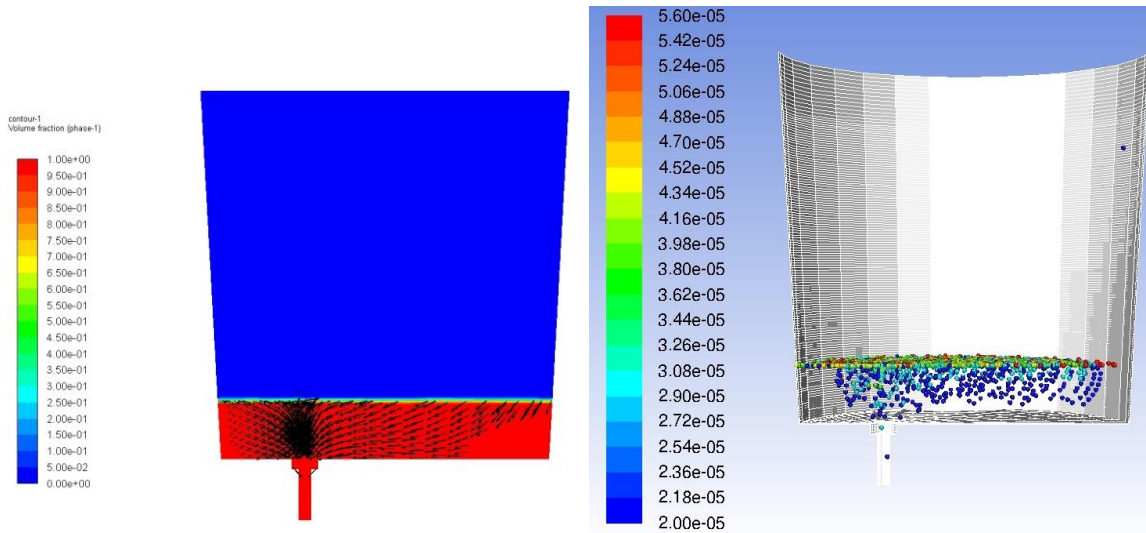 contour-1
Volume fraction (phase-1)
1.00e+00
9.50e-01
9.00e-01
8.50e-01
8.00e-01
7.50e-01
7.00e-01
6.50e-01
6.00e-01
5.50e-01
5.00e-01
4.50e-01
4.00e-01
3.50e-01
3.00e-01
2.50e-01
2.00e-01
1.50e-01
1.00e-01
5.00e-02
0.00e+00
5.60e-05
5.42e-05
5.24e-05
5.06e-05
4.88e-05
4.70e-05
4.52e-05
4.34e-05
4.16e-05
3.98e-05
3.80e-05
3.62e-05
3.44e-05
3.26e-05
3.08e-05
2.90e-05
2.72e-05
2.54e-05
2.36e-05
2.18e-05
2.00e-05